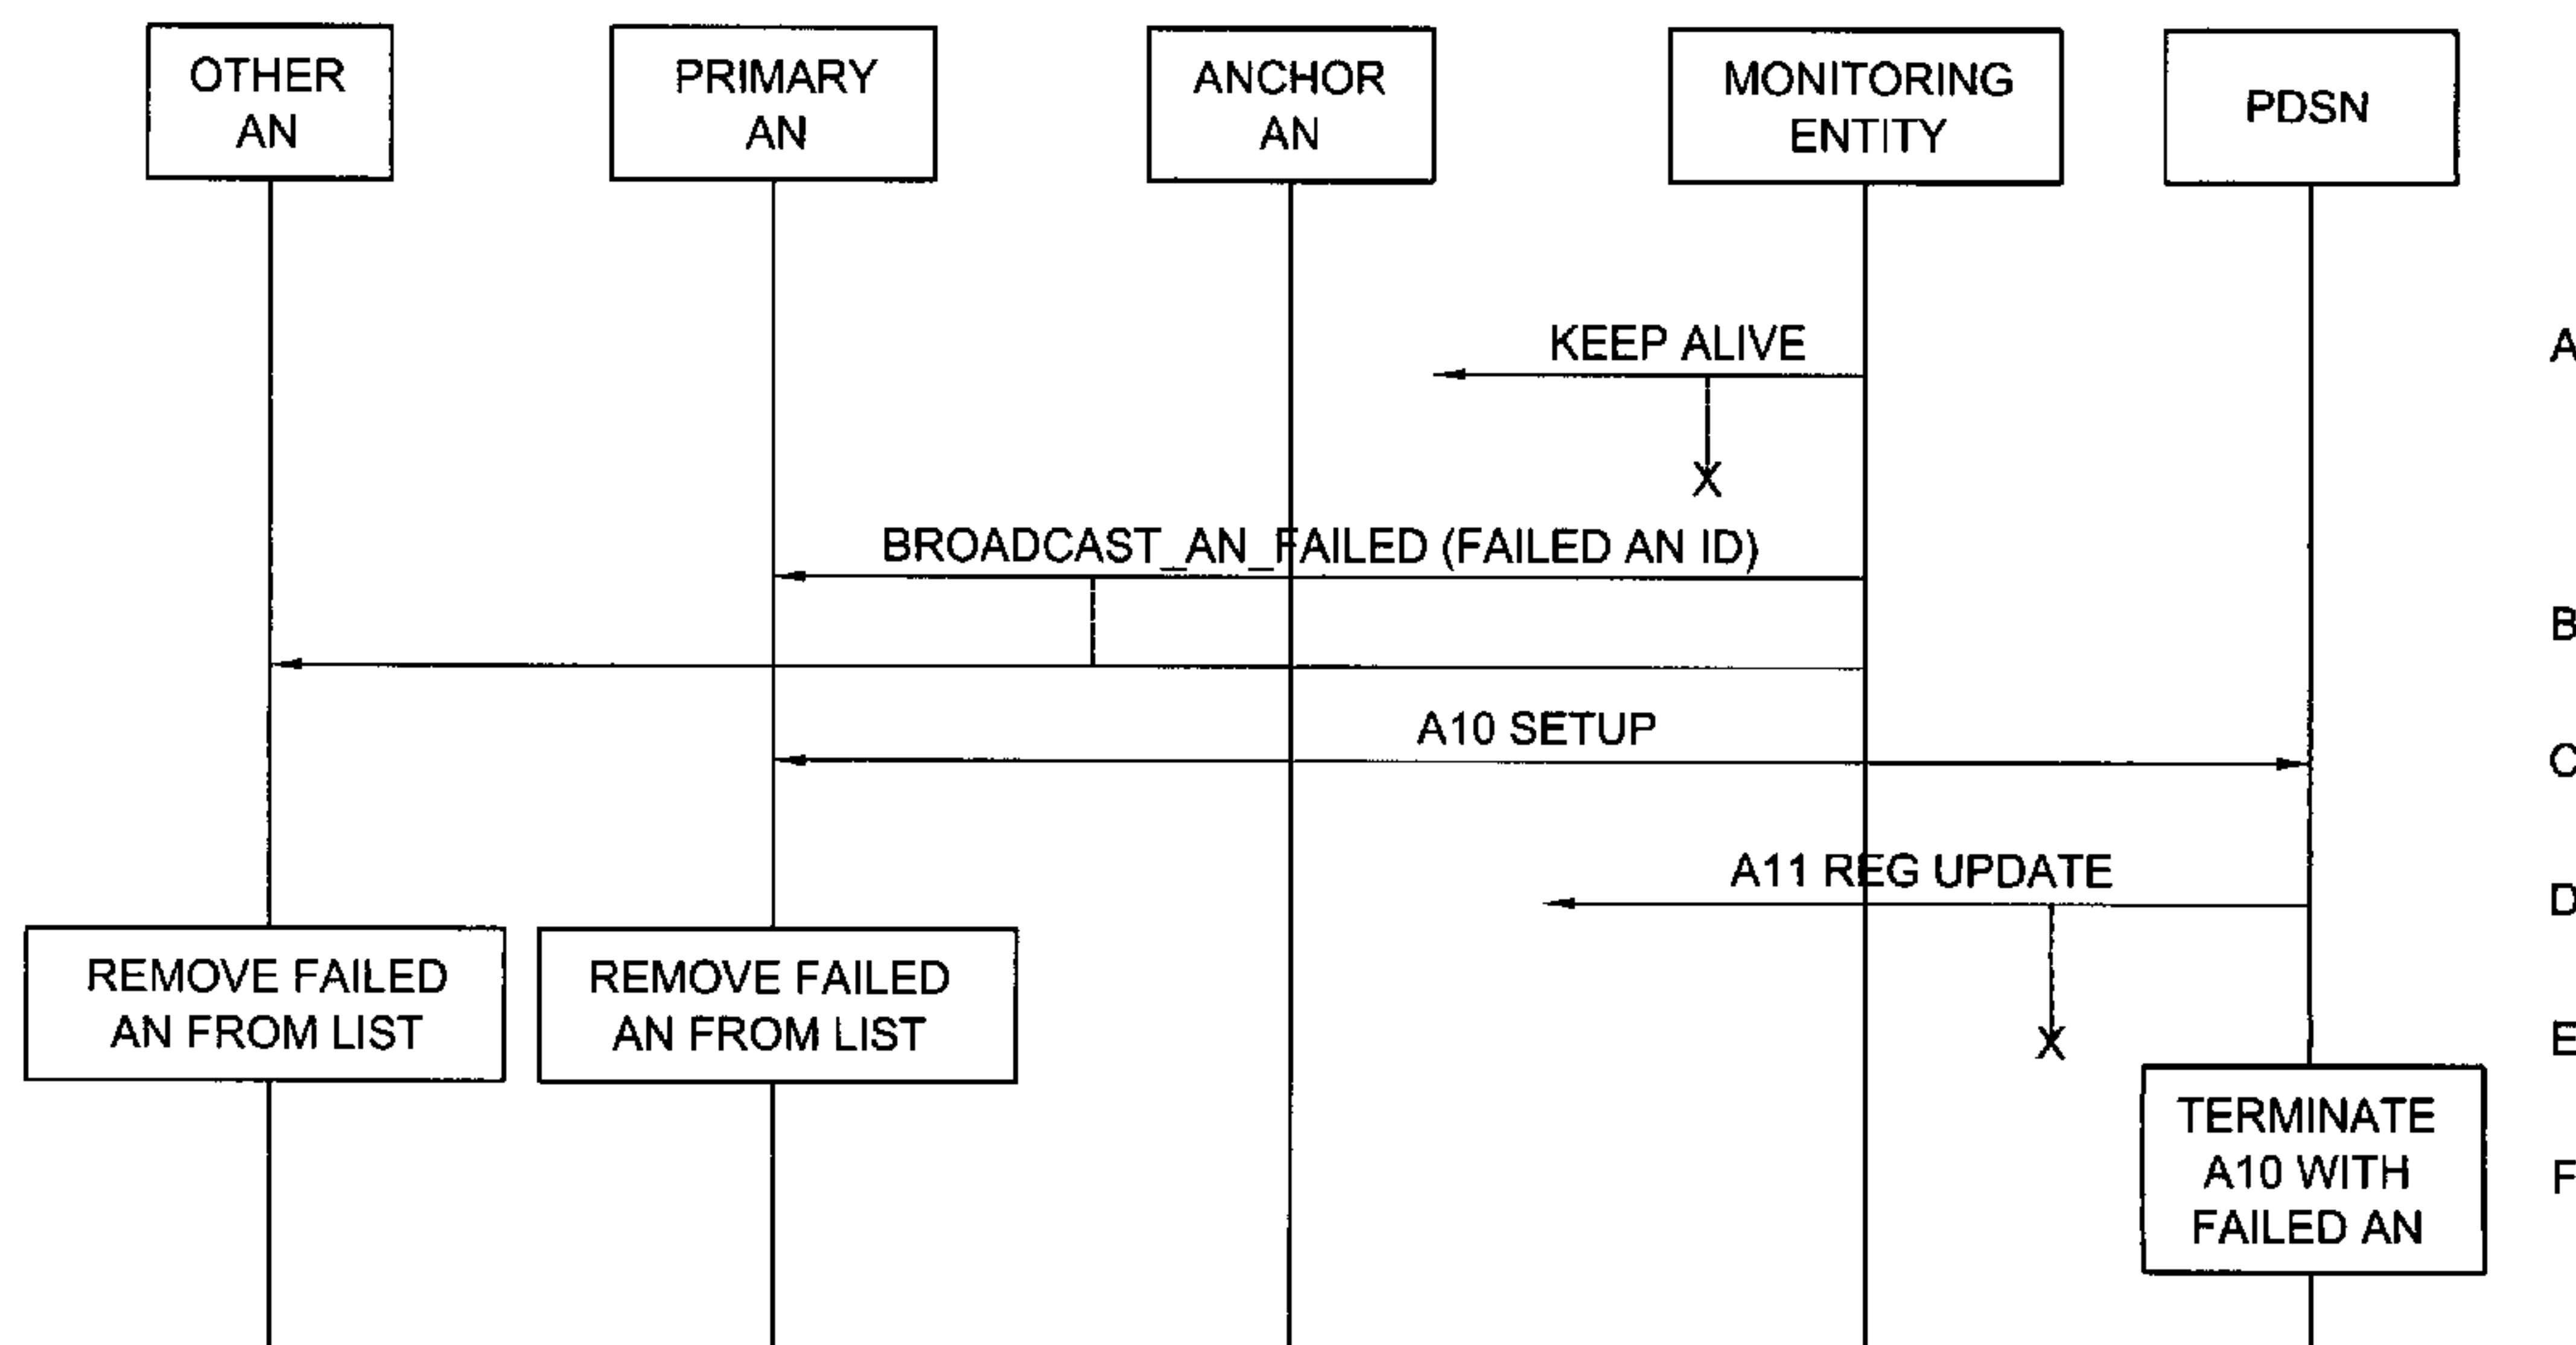 OTHER
AN
PRIMARY
AN
ANCHOR
AN
MONITORING
ENTITY
PDSN
KEEP ALIVE
A
X
BROADCAST_AN_FAILED (FAILED AN ID)
B
A10 SETUP
C
A11 REG UPDATE
D
REMOVE FAILED
AN FROM LIST
REMOVE FAILED
AN FROM LIST
X
E
TERMINATE
A10 WITH
FAILED AN
F